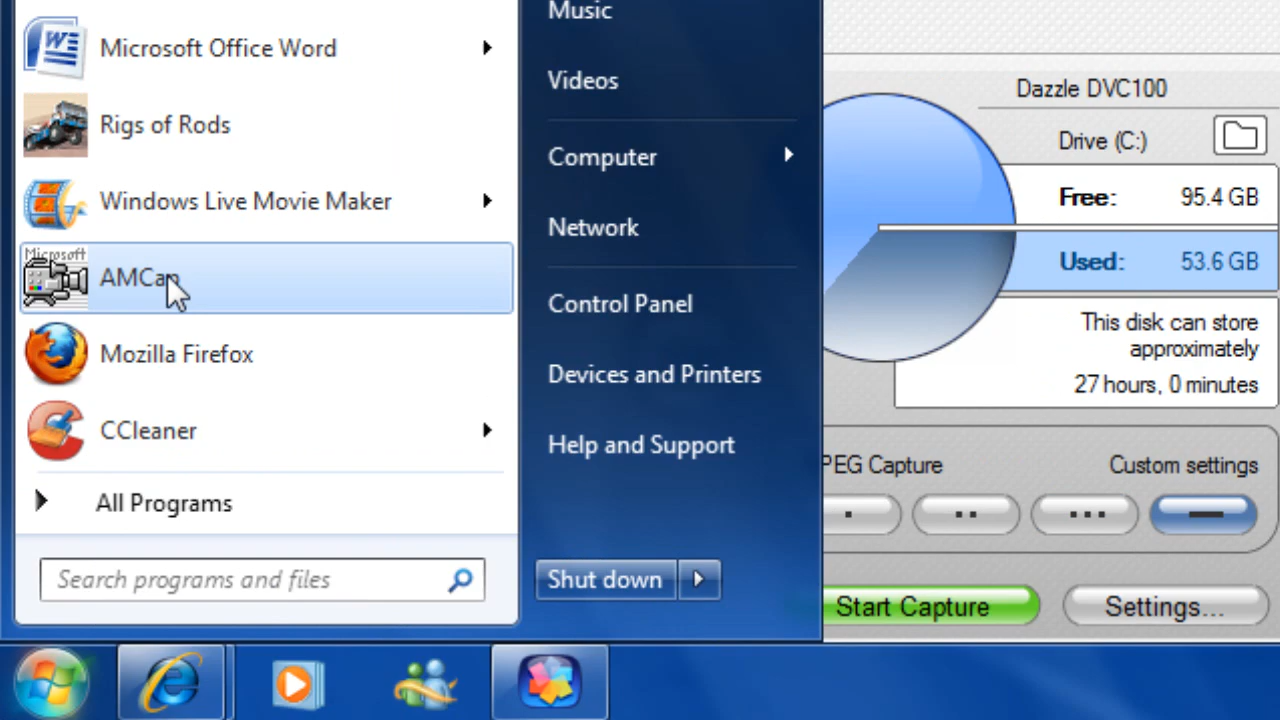 Microsoft Office Word
Rigs of Rods
Windows Live Movie Maker
Microsoft
AMCap
Mozilla Firefox
CCleaner
All Programs
Search programs and files
Music
Videos
Computer
Network
Control Panel
Devices and Printers
Help and Support
Shut down
Dazzle DVC100
Drive (C:)
Free: 95.4 GB
Used: 53.6 GB
This disk can store
approximately
27 hours, 0 minutes
PEG Capture
Custom settings
Start Capture
Settings...